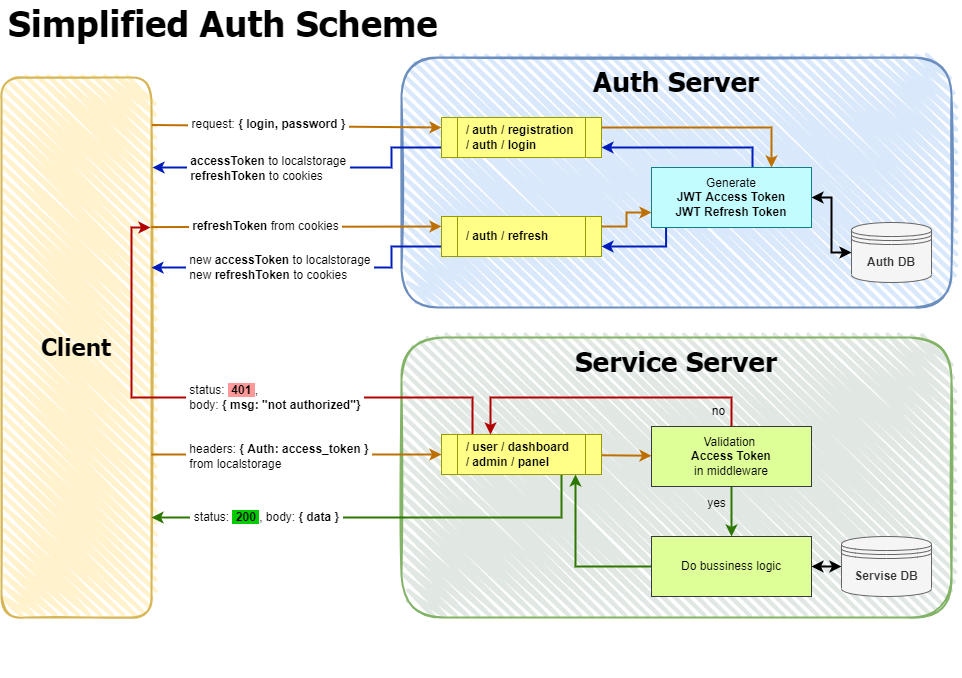 Simplified Auth Scheme
Auth Server
request: { login, password }
/ auth / registration
/ auth / login
accessToken to localstorage
refreshToken to cookies
Generate
JWT Access Token
JWT Refresh Token
refreshToken from cookies
/ auth / refresh
new accessToken to localstorage
new refreshToken to cookies
Auth DB
Client
Service Server
status: 401,
body: { msg: "not authorized"}
no
headers: { Auth: access_token }
from localstorage
/ user / dashboard
/ admin / panel
Validation
Access Token
in middleware
yes
status: 200, body: { data }
Do bussiness logic
Servise DB